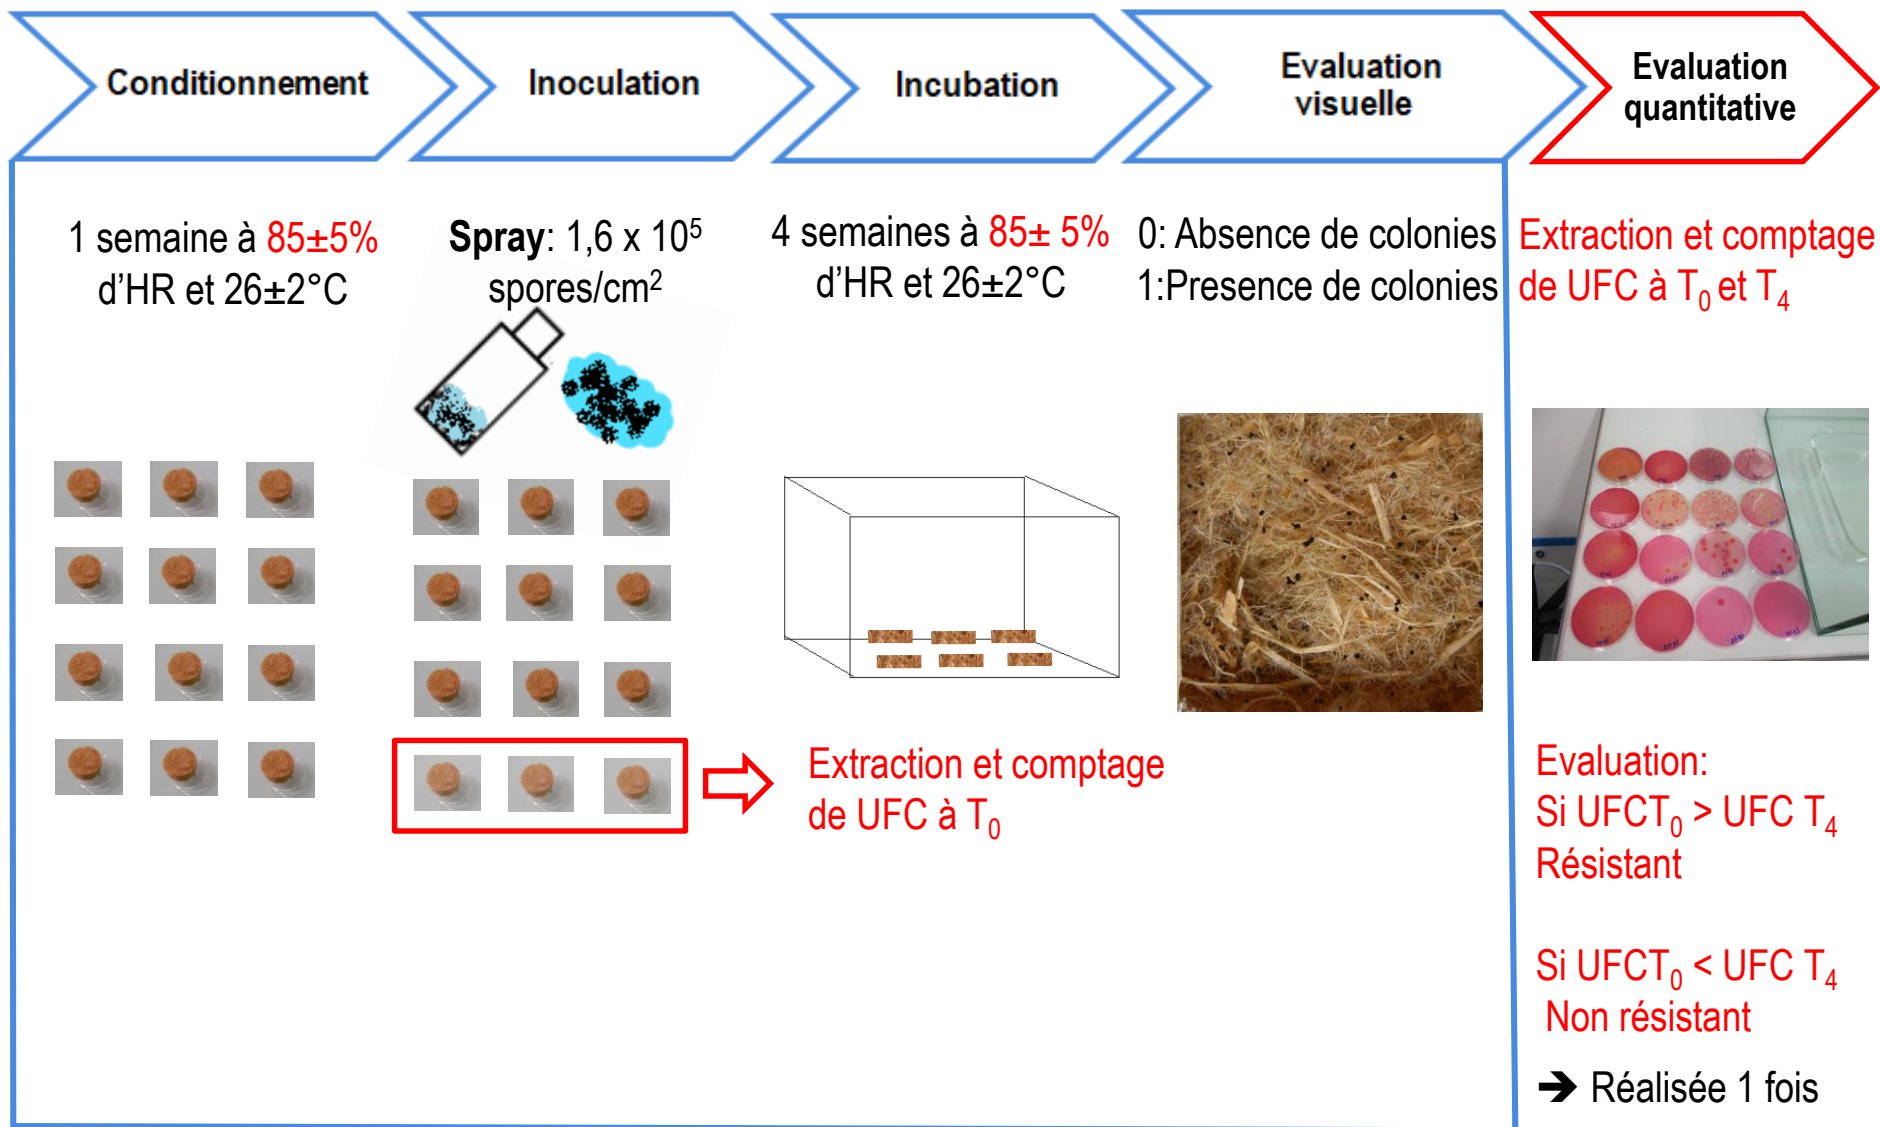 Conditionnement
Inoculation
Incubation
Evaluation
visuelle
Evaluation
quantitative
1 semaine à 85±5%
d’HR et 26±2°C
Spray: 1,6 x 10⁵
spores/cm²
4 semaines à 85± 5%
d’HR et 26±2°C
0: Absence de colonies
1:Presence de colonies
Extraction et comptage
de UFC à T₀ et T₄
Extraction et comptage
de UFC à T₀
Evaluation:
Si UFCT₀ > UFC T₄
Résistant
Si UFCT₀ < UFC T₄
Non résistant
➔ Réalisée 1 fois